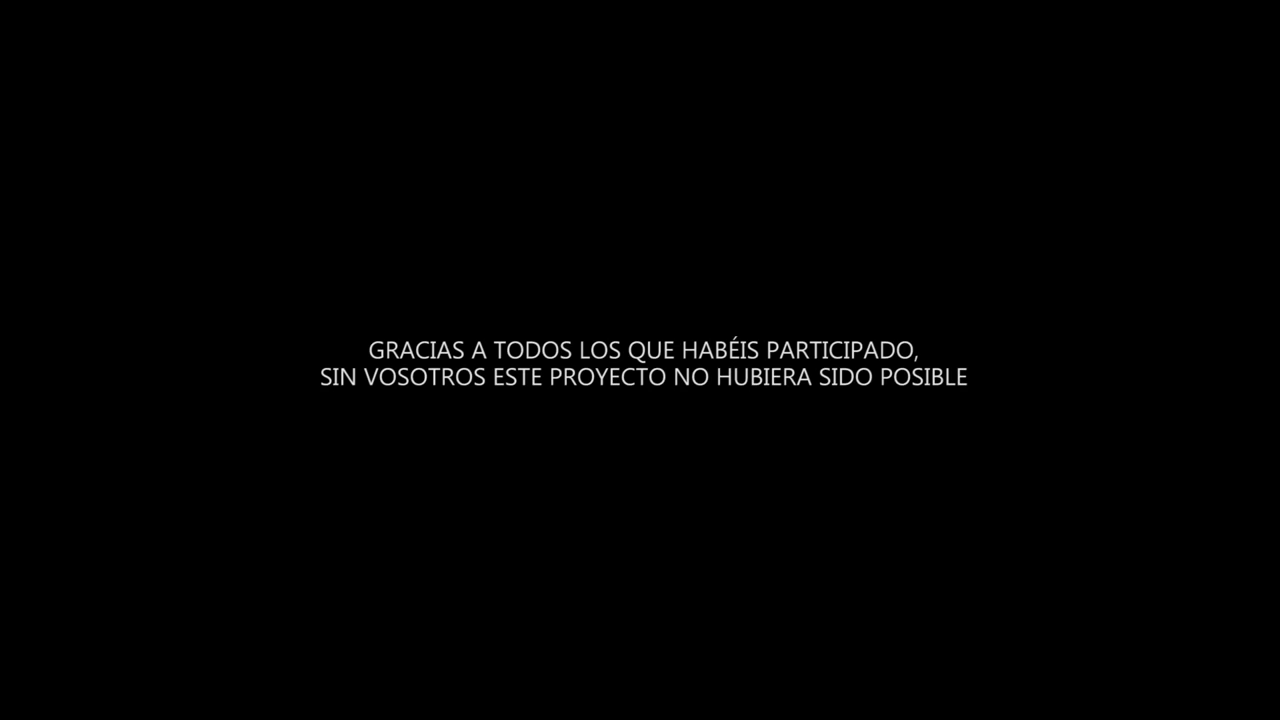 GRACIAS A TODOS LOS QUE HABÉIS PARTICIPADO,
SIN VOSOTROS ESTE PROYECTO NO HUBIERA SIDO POSIBLE